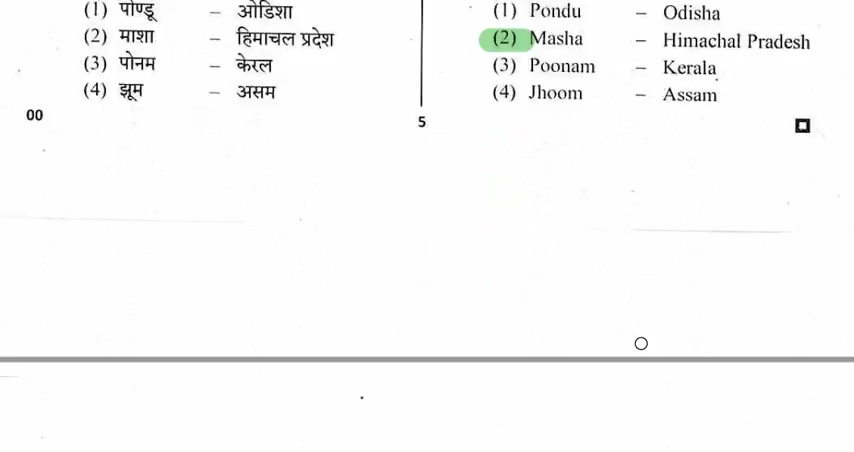 (1) पोण्डू – ओडिशा
(2) माशा – हिमाचल प्रदेश
(3) पोनम – केरल
(4) झूम – असम
00
(1) Pondu – Odisha
(2) Masha – Himachal Pradesh
(3) Poonam – Kerala
(4) Jhoom – Assam
5